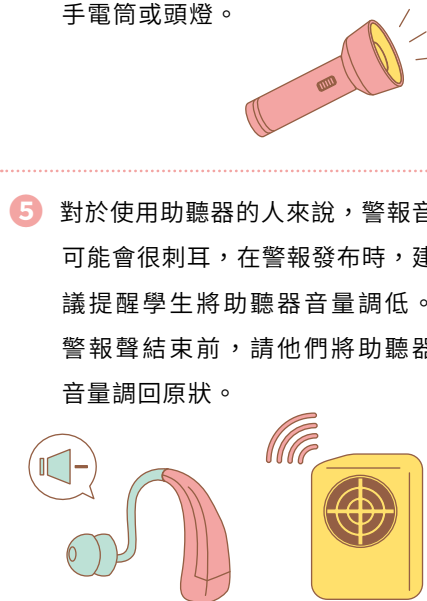 手電筒或頭燈。
5 對於使用助聽器的人來說，警報音
可能會很刺耳，在警報發布時，建
議提醒學生將助聽器音量調低。
警報聲結束前，請他們將助聽器
音量調回原狀。